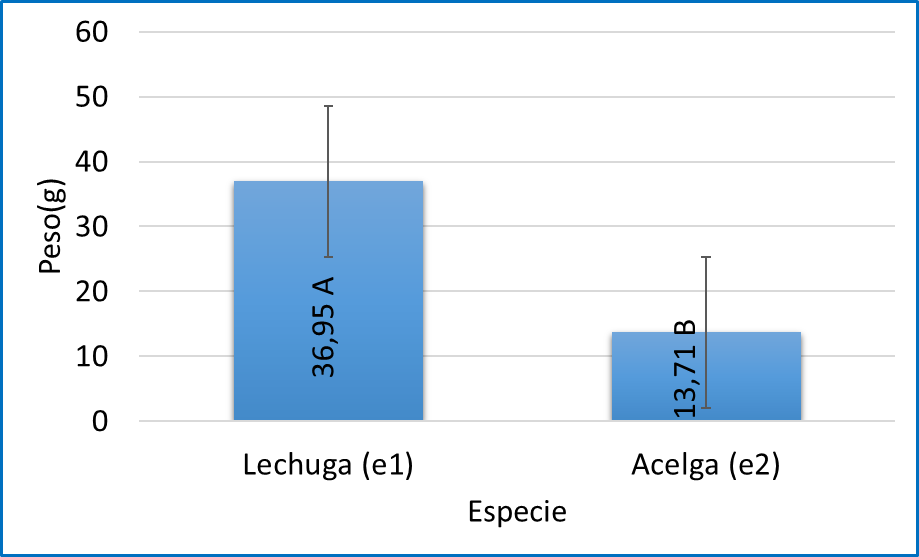 60
50
40
30
20
10
0
Peso(g)
36,95 A
13,71 B
Lechuga (e1)
Acelga (e2)
Especie